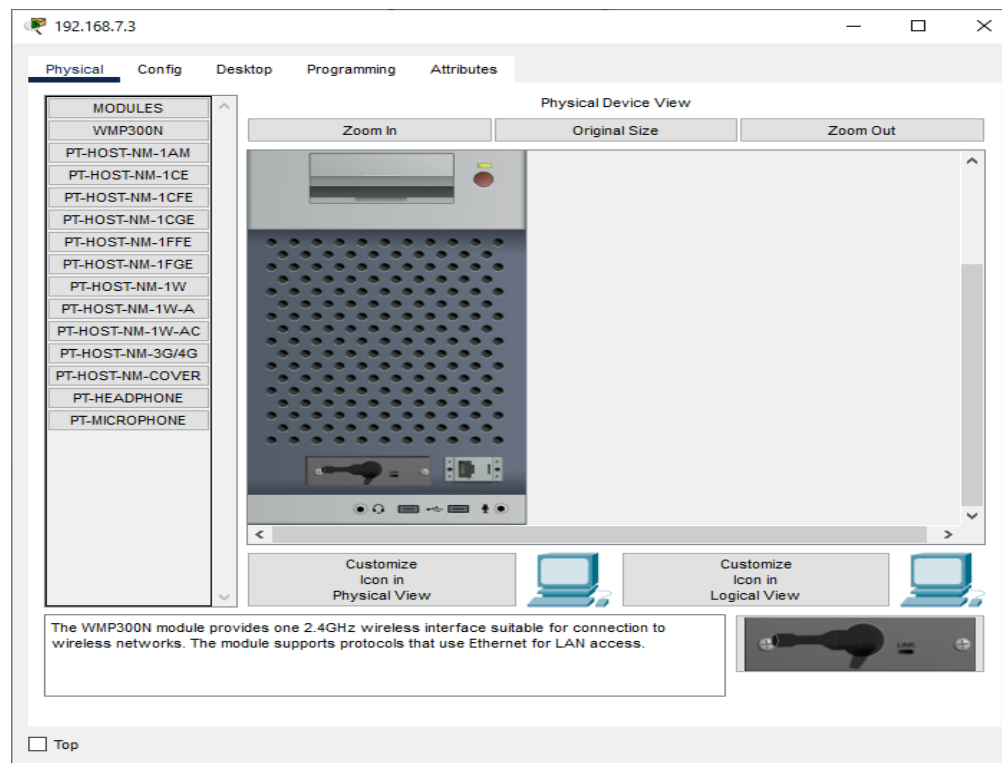 192.168.7.3
Physical Config Desktop Programming Attributes
MODULES
WMP300N
PT-HOST-NM-1AM
PT-HOST-NM-1CE
PT-HOST-NM-1CFE
PT-HOST-NM-1CGE
PT-HOST-NM-1FFE
PT-HOST-NM-1FGE
PT-HOST-NM-1W
PT-HOST-NM-1W-A
PT-HOST-NM-1W-AC
PT-HOST-NM-3G/4G
PT-HOST-NM-COVER
PT-HEADPHONE
PT-MICROPHONE
Physical Device View
Zoom In Original Size Zoom Out
Customize
Icon in
Physical View
Customize
Icon in
Logical View
The WMP300N module provides one 2.4GHz wireless interface suitable for connection to
wireless networks. The module supports protocols that use Ethernet for LAN access.
LINK
Top